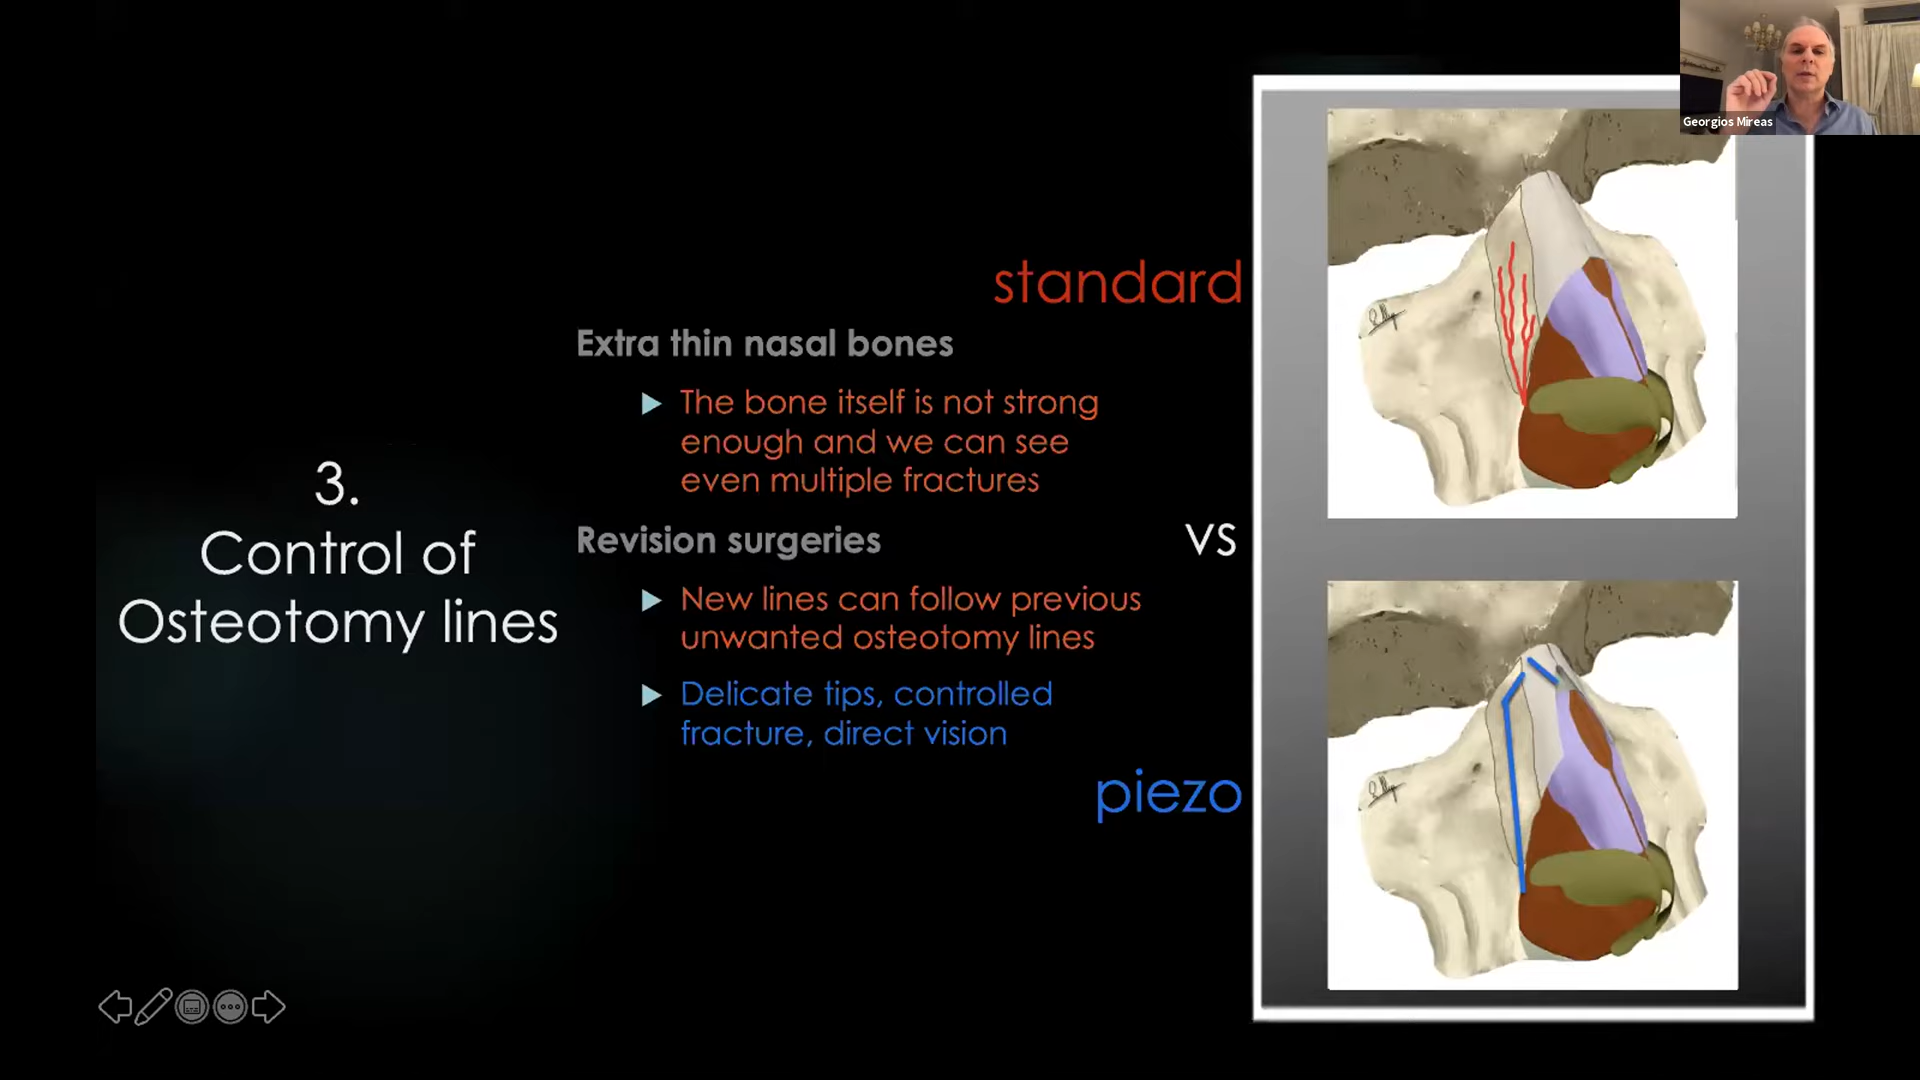 Georgios Mireas
standard
Extra thin nasal bones
The bone itself is not strong
enough and we can see
even multiple fractures
3.
Control of
Osteotomy lines
Revision surgeries
VS
New lines can follow previous
unwanted osteotomy lines
Delicate tips, controlled
fracture, direct vision
piezo